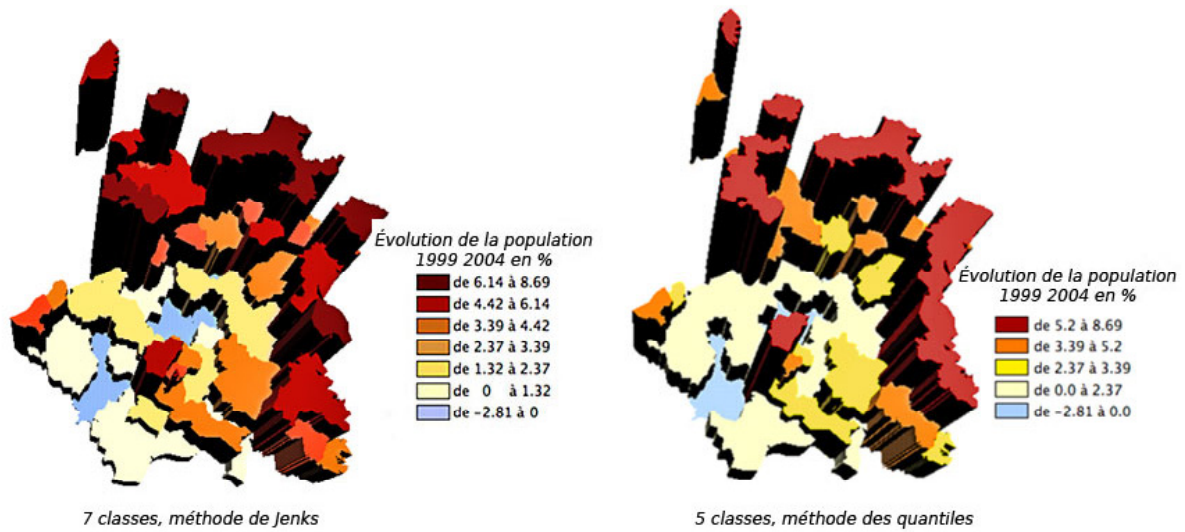 Évolution de la population
1999 2004 en %
de 6.14 à 8.69
de 4.42 à 6.14
de 3.39 à 4.42
de 2.37 à 3.39
de 1.32 à 2.37
de 0 à 1.32
de -2.81 à 0
7 classes, méthode de Jenks
Évolution de la population
1999 2004 en %
de 5.2 à 8.69
de 3.39 à 5.2
de 2.37 à 3.39
de 0.0 à 2.37
de -2.81 à 0.0
5 classes, méthode des quantiles